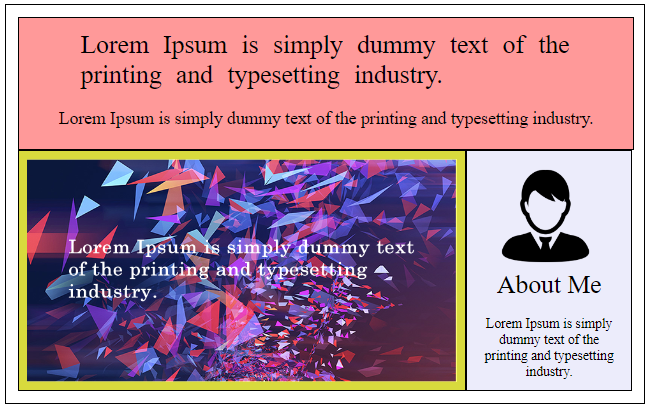 Lorem Ipsum is simply dummy text of the
printing and typesetting industry.
Lorem Ipsum is simply dummy text of the printing and typesetting industry.
Lorem Ipsum is simply dummy text
of the printing and typesetting
industry.
About Me
Lorem Ipsum is simply
dummy text of the
printing and typesetting
industry.